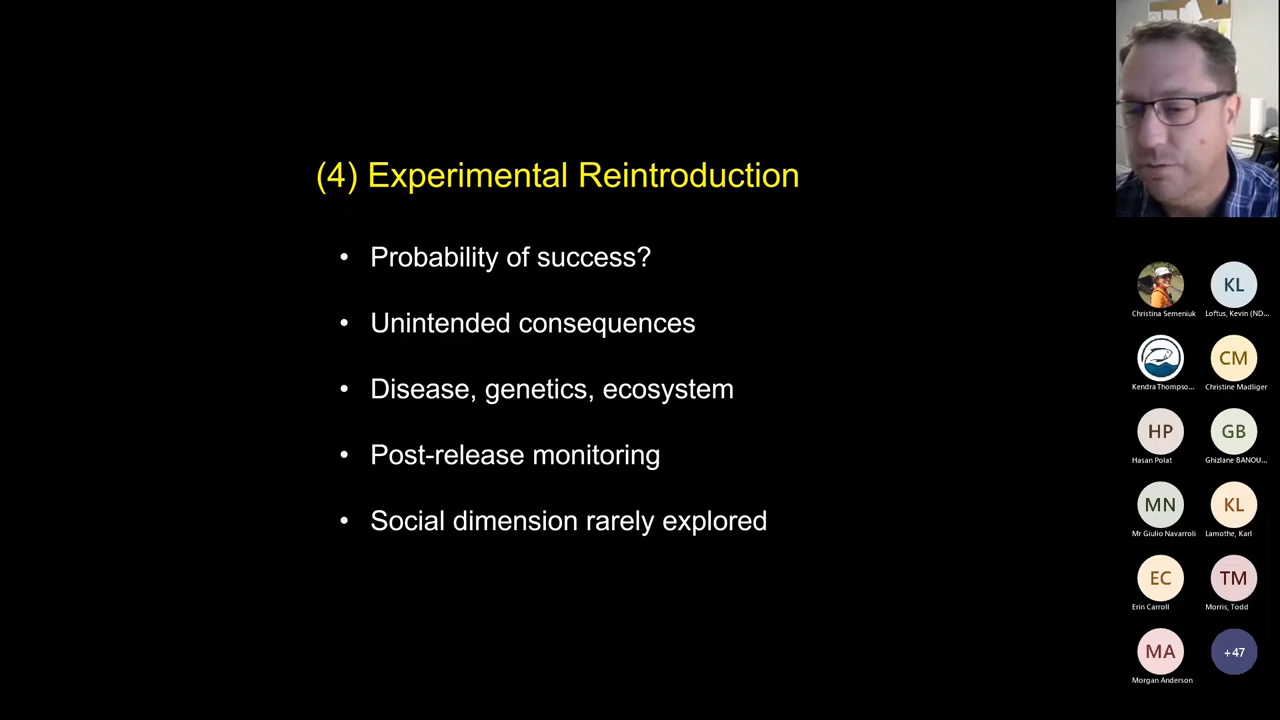 (4) Experimental Reintroduction
• Probability of success?
• Unintended consequences
• Disease, genetics, ecosystem
• Post-release monitoring
• Social dimension rarely explored
Christina Semeniuk
KL
Loftus, Kevin (ND...
Kendra Thompso...
CM
Christine Madliger
HP
Hasan Polat
GB
Ghizlane BANOU...
MN
Mr Giulio Navarroli
KL
Lamothe, Karl
EC
Erin Carroll
TM
Morris, Todd
MA
Morgan Anderson
+47